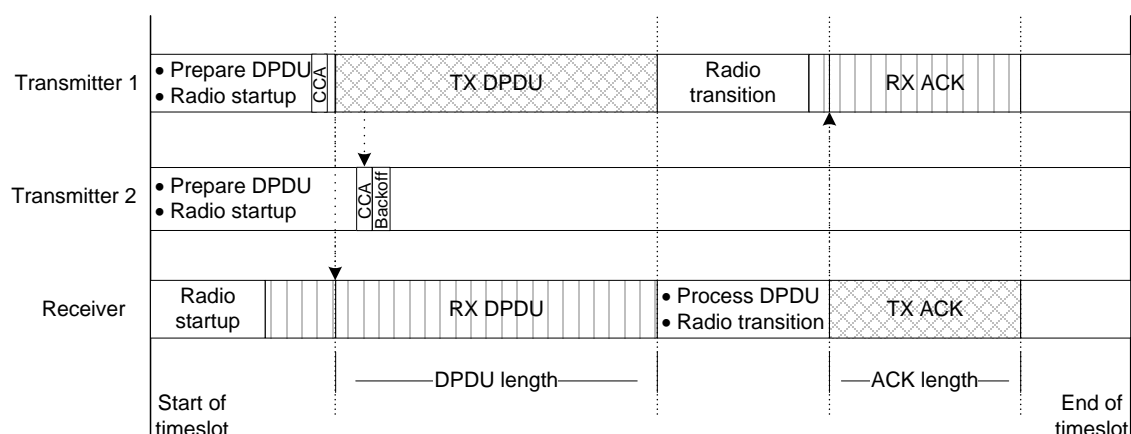 Transmitter 1
• Prepare DPDU
• Radio startup
CCA
TX DPDU
Radio
transition
RX ACK
Transmitter 2
• Prepare DPDU
• Radio startup
CCA
Backoff
Receiver
Radio
startup
RX DPDU
• Process DPDU
• Radio transition
TX ACK
DPDU length
ACK length
Start of
timeslot
End of
timeslot